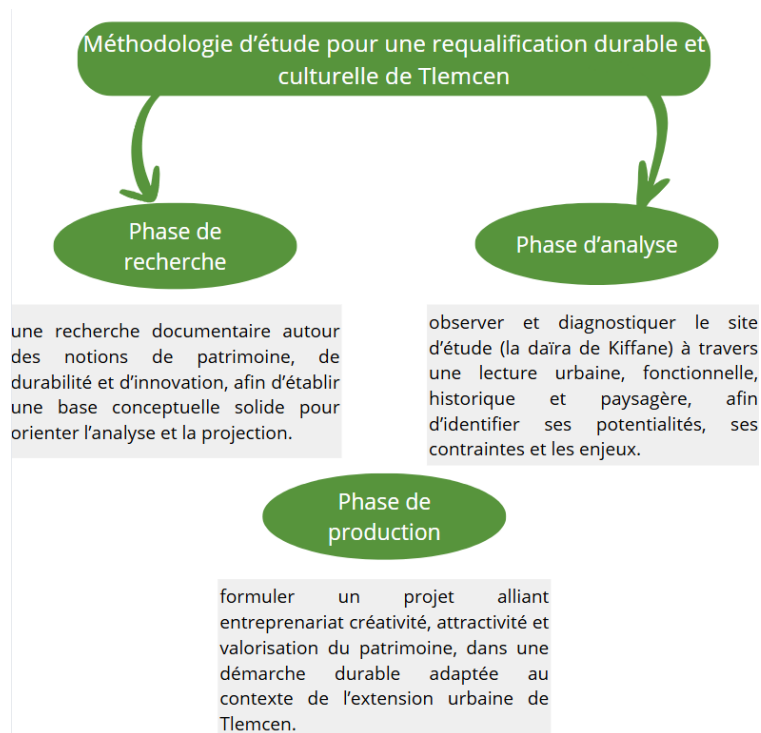 Méthodologie d’étude pour une requalification durable et
culturelle de Tlemcen
Phase de
recherche
une recherche documentaire autour
des notions de patrimoine, de
durabilité et d’innovation, afin d’établir
une base conceptuelle solide pour
orienter l’analyse et la projection.
Phase d’analyse
observer et diagnostiquer le site
d’étude (la daïra de Kiffane) à travers
une lecture urbaine, fonctionnelle,
historique et paysagère, afin
d’identifier ses potentialités, ses
contraintes et les enjeux.
Phase de
production
formuler un projet alliant
entreprenariat créativité, attractivité et
valorisation du patrimoine, dans une
démarche durable adaptée au
contexte de l’extension urbaine de
Tlemcen.